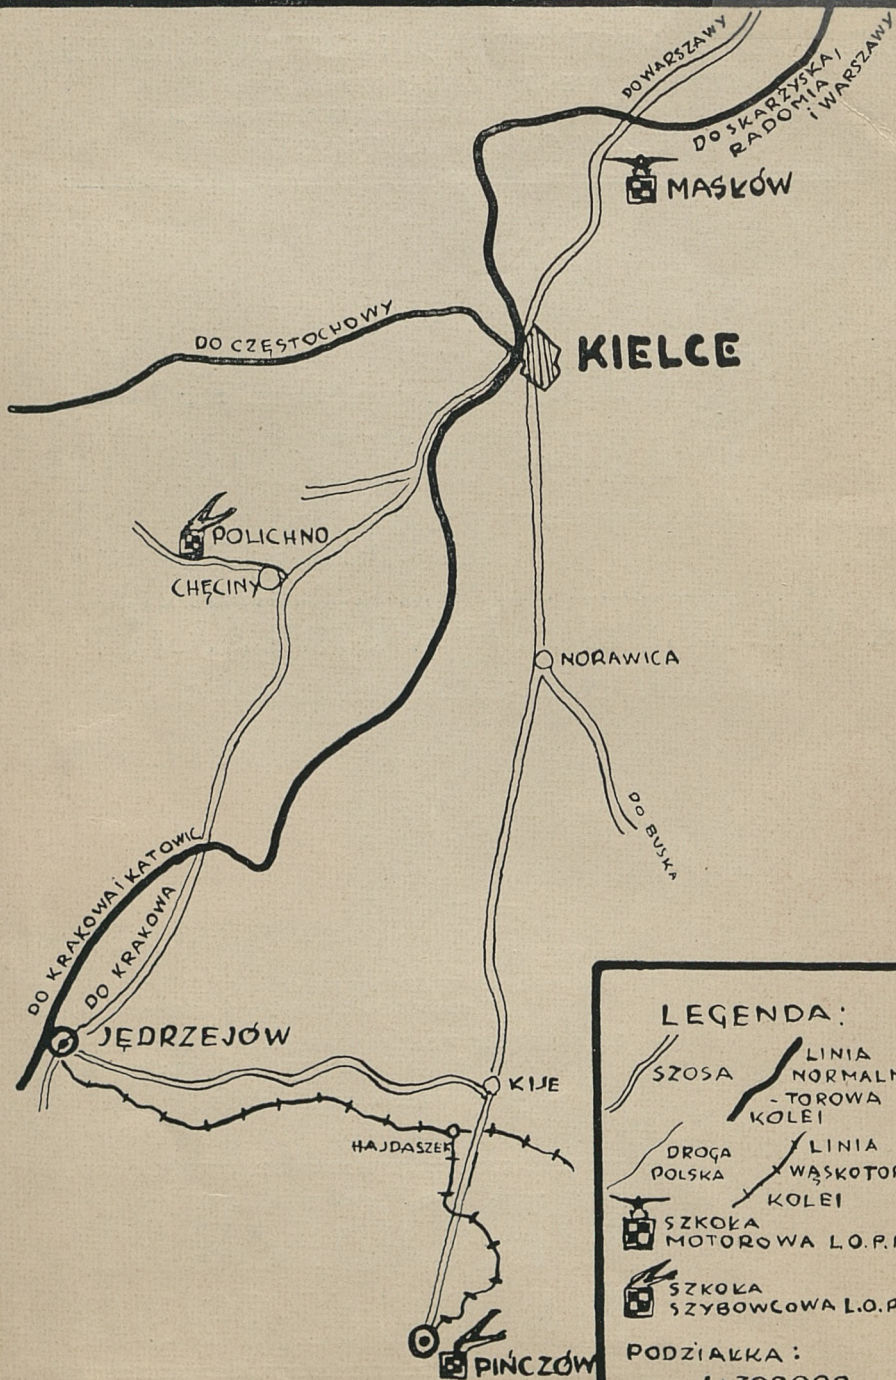 DO WARSZAWY
DO SKARŻYSKA,
RADOMIA
i WARSZAWY
MASŁÓW
DO CZĘSTOCHOWY
KIELCE
POLICHNO
CHĘCINY
NORAWICA
DO BUSKA
DO KRAKOWA i KATOWIC
DO KRAKOWA
JĘDRZEJÓW
KIJE
HAJDASZEK
PIŃCZÓW
LEGENDA:
SZOSA
LINIA
NORMALN
-TOROWA
KOLEI
DROGA
POLSKA
LINIA
WĄSKOTOR
KOLEI
SZKOŁA
MOTOROWA L.O.P.
SZKOŁA
SZYBOWCOWA L.O.P
PODZIAŁKA: